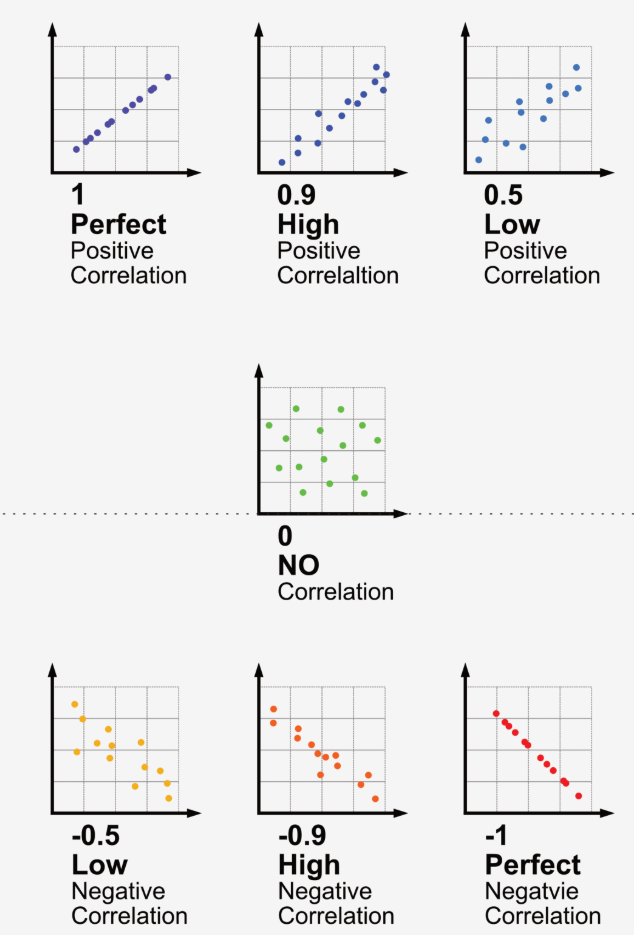 1
Perfect
Positive
Correlation
0.9
High
Positive
Correlaltion
0.5
Low
Positive
Correlation
0
NO
Correlation
-0.5
Low
Negative
Correlation
-0.9
High
Negative
Correlation
-1
Perfect
Negatvie
Correlation